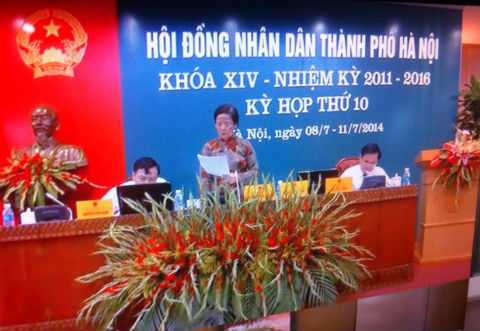 HỘI ĐỒNG NHÂN DÂN THÀNH PHỐ HÀ NỘI
KHÓA XIV - NHIỆM KỲ 2011 - 2016
KỲ HỌP THỨ 10
Hà Nội, ngày 08/7 - 11/7/2014